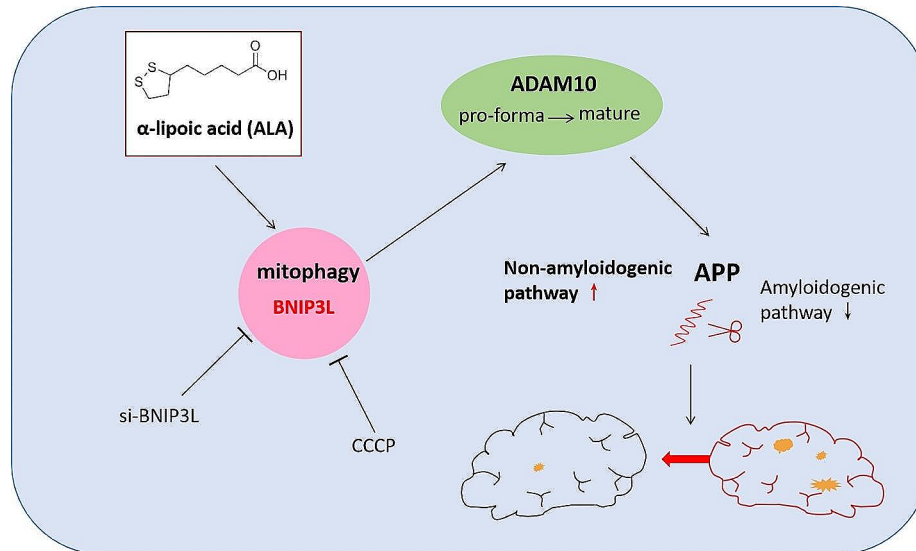 O
S
S
OH
α-lipoic acid (ALA)
ADAM10
pro-forma → mature
mitophagy
BNIP3L
Non-amyloidogenic
pathway ↑
APP
Amyloidogenic
pathway ↓
si-BNIP3L
CCCP